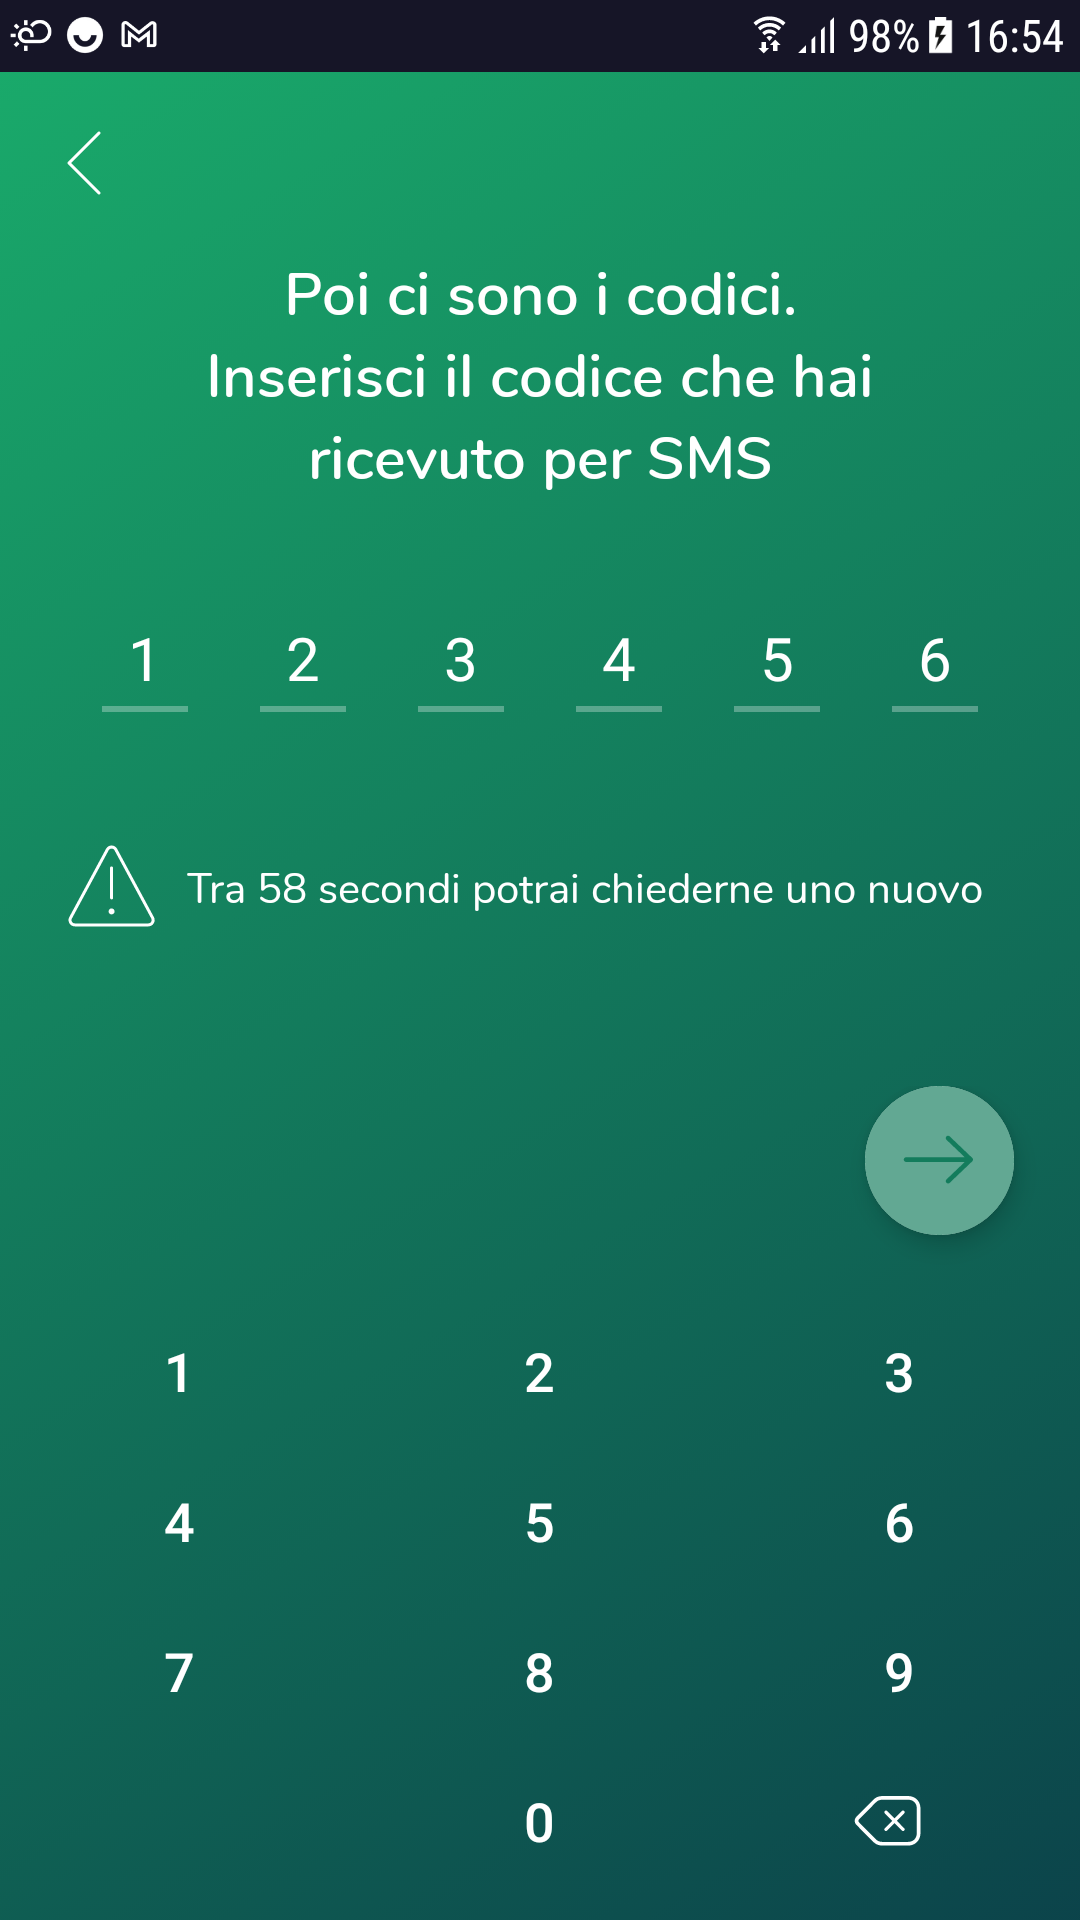 98% 16:54
Poi ci sono i codici.
Inserisci il codice che hai
ricevuto per SMS
1 2 3 4 5 6
Tra 58 secondi potrai chiederne uno nuovo
1 2 3
4 5 6
7 8 9
0